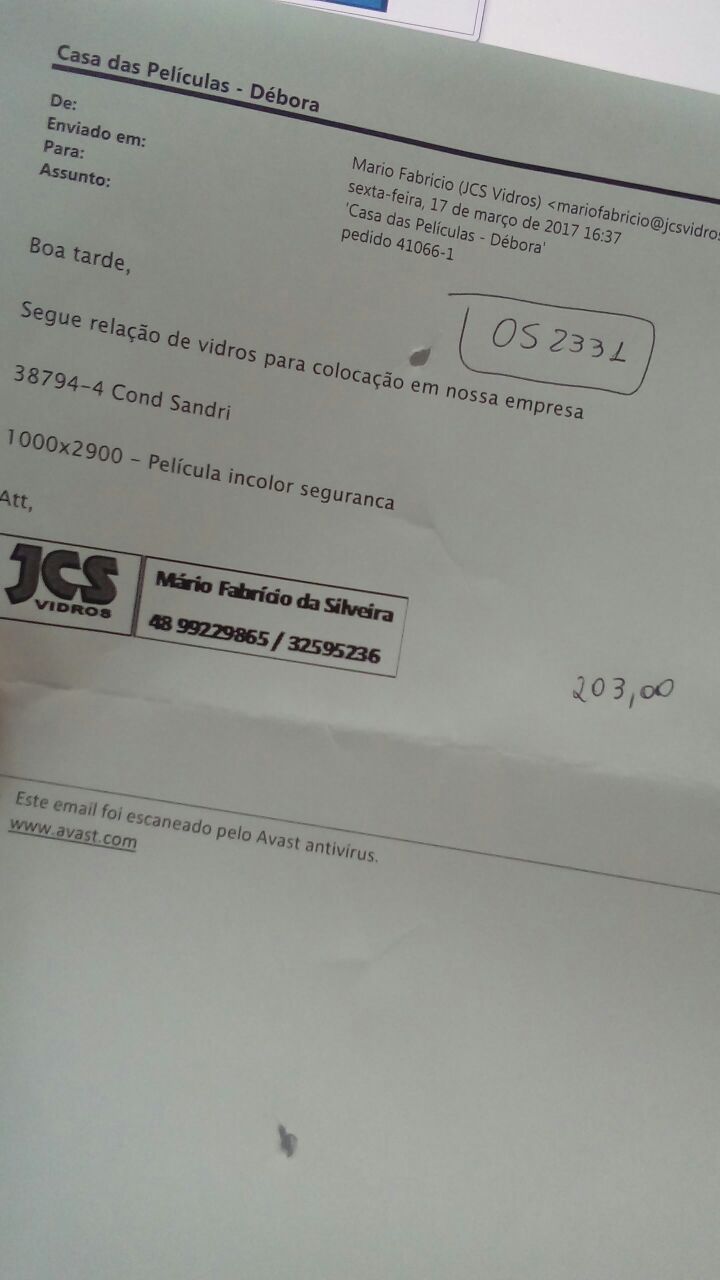 Casa das Películas - Débora
De:
Enviado em:
Para:
Assunto:
Mario Fabricio (JCS Vidros) <mariofabricio@jcsvidros
sexta-feira, 17 de março de 2017 16:37
'Casa das Películas - Débora'
pedido 41066-1
Boa tarde,
OS 2331
Segue relação de vidros para colocação em nossa empresa
38794-4 Cond Sandri
1000x2900 – Película incolor seguranca
Att,
JCS
VIDROS
Mário Fabrício da Silveira
48 99229865 / 32595236
203,00
Este email foi escaneado pelo Avast antivírus.
www.avast.com